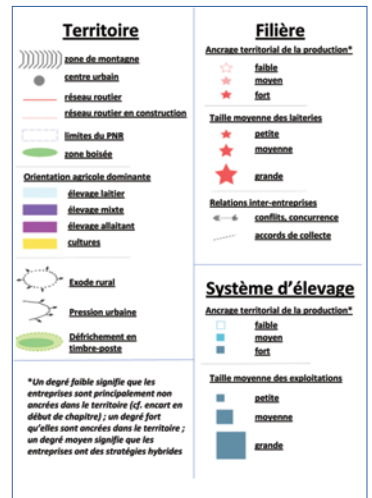 Territoire
zone de montagne
centre urbain
réseau routier
réseau routier en construction
limites du PNR
zone boisée
Orientation agricole dominante
élevage laitier
élevage mixte
élevage allaitant
cultures
Exode rural
Pression urbaine
Défrichement en
timbre-poste
*Un degré faible signifie que les
entreprises sont principalement non
ancrées dans le territoire (cf. encart en
début de chapitre) ; un degré fort
qu'elles sont ancrées dans le territoire ;
un degré moyen signifie que les
entreprises ont des stratégies hybrides
Filière
Ancrage territorial de la production*
faible
moyen
fort
Taille moyenne des laiteries
petite
moyenne
grande
Relations inter-entreprises
conflits, concurrence
accords de collecte
Système d'élevage
Ancrage territorial de la production*
faible
moyen
fort
Taille moyenne des exploitations
petite
moyenne
grande